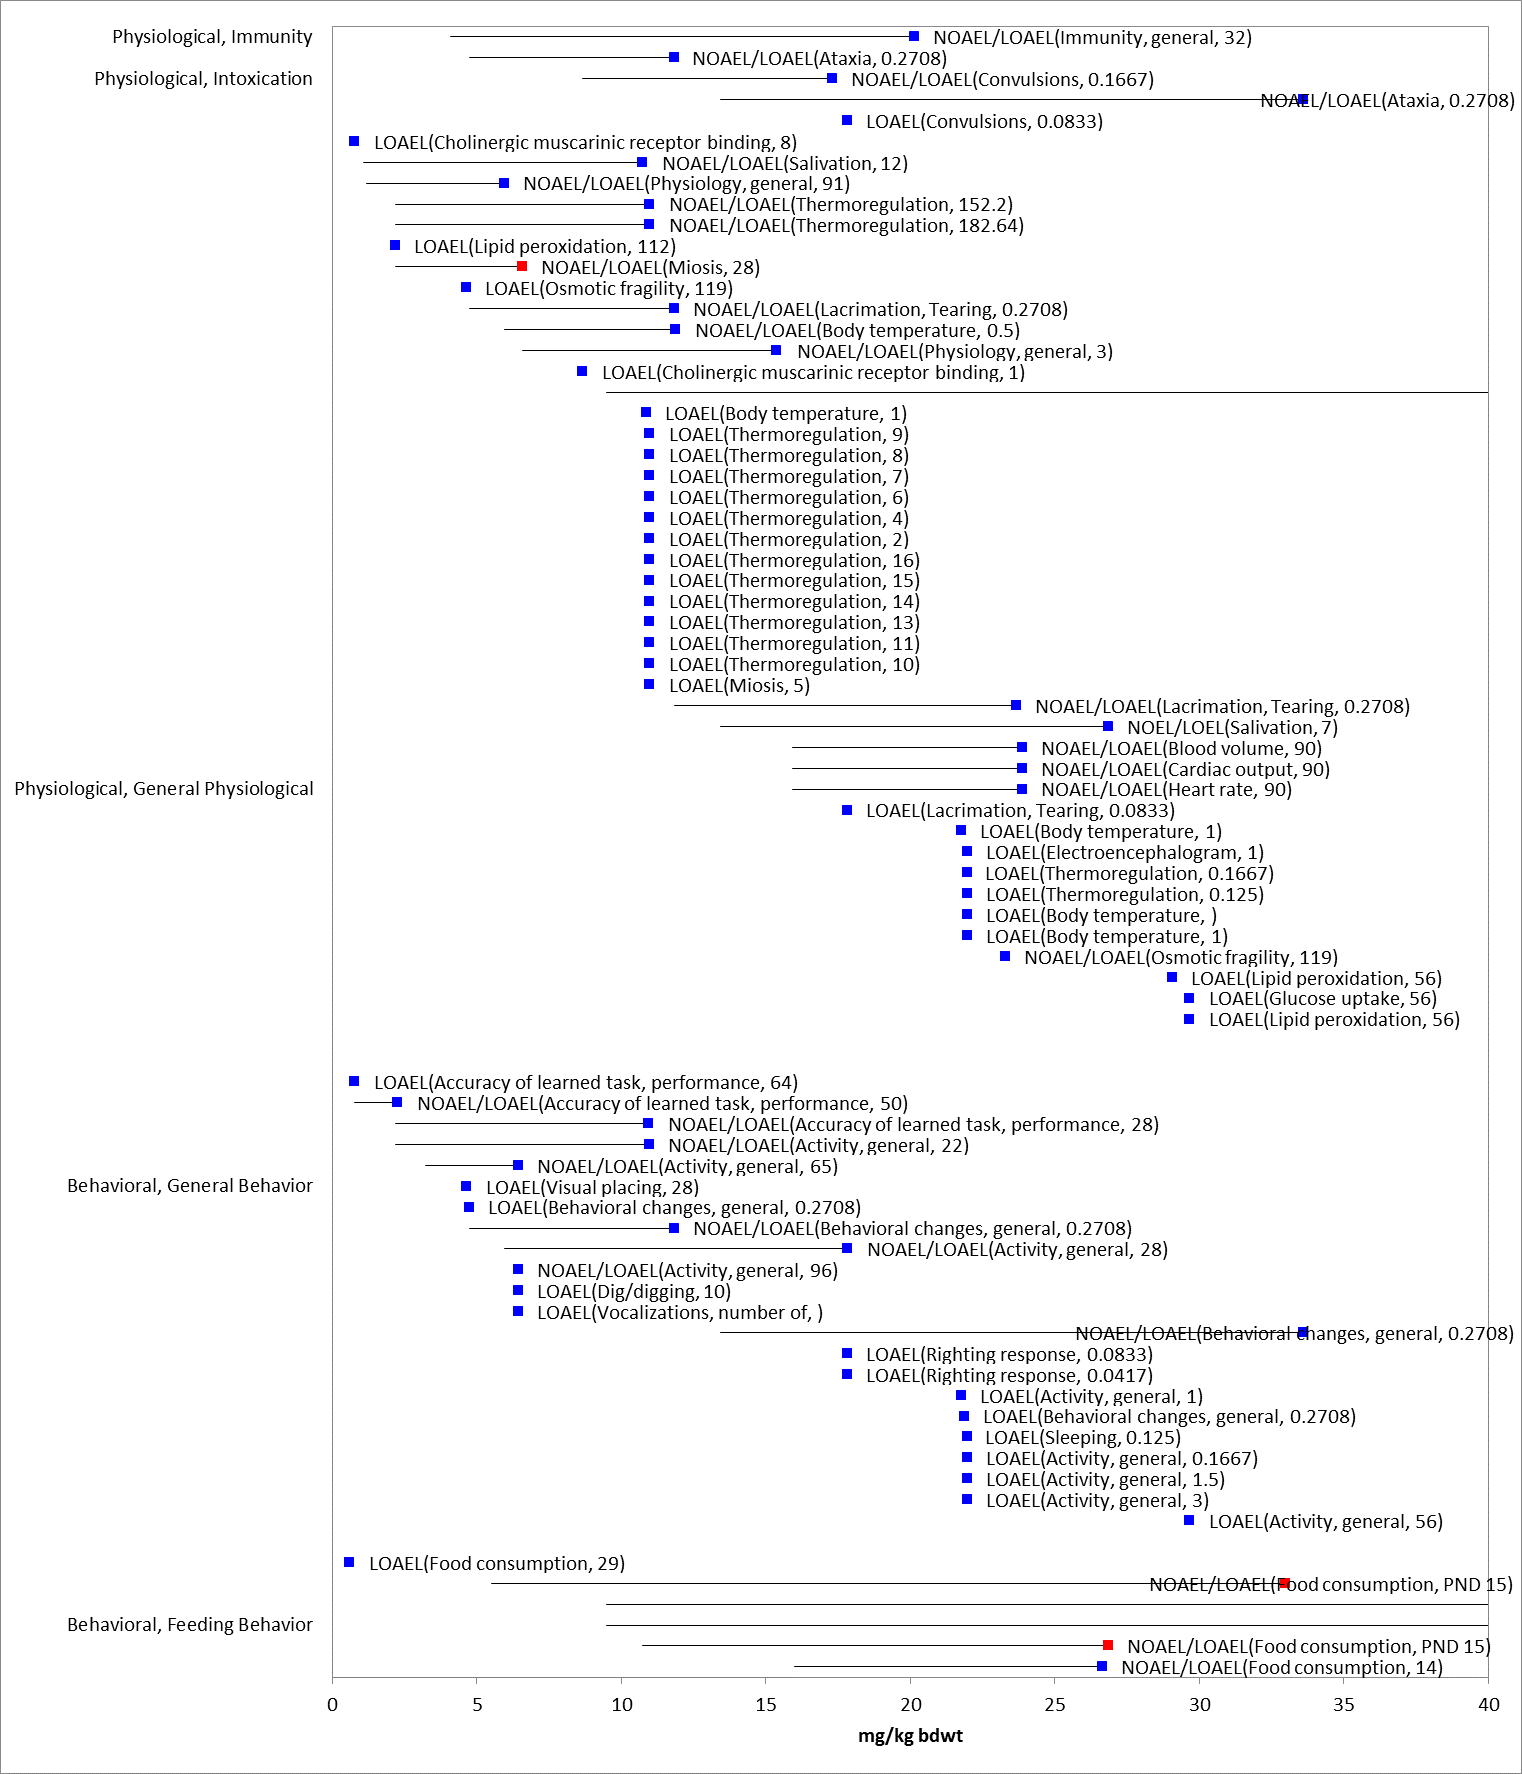 Physiological, Immunity
NOAEL/LOAEL(Immunity, general, 32)
NOAEL/LOAEL(Ataxia, 0.2708)
Physiological, Intoxication
NOAEL/LOAEL(Convulsions, 0.1667)
NOAEL/LOAEL(Ataxia, 0.2708)
LOAEL(Convulsions, 0.0833)
LOAEL(Cholinergic muscarinic receptor binding, 8)
NOAEL/LOAEL(Salivation, 12)
NOAEL/LOAEL(Physiology, general, 91)
NOAEL/LOAEL(Thermoregulation, 152.2)
NOAEL/LOAEL(Thermoregulation, 182.64)
LOAEL(Lipid peroxidation, 112)
NOAEL/LOAEL(Miosis, 28)
LOAEL(Osmotic fragility, 119)
NOAEL/LOAEL(Lacrimation, Tearing, 0.2708)
NOAEL/LOAEL(Body temperature, 0.5)
NOAEL/LOAEL(Physiology, general, 3)
LOAEL(Cholinergic muscarinic receptor binding, 1)
LOAEL(Body temperature, 1)
LOAEL(Thermoregulation, 9)
LOAEL(Thermoregulation, 8)
LOAEL(Thermoregulation, 7)
LOAEL(Thermoregulation, 6)
LOAEL(Thermoregulation, 4)
LOAEL(Thermoregulation, 2)
LOAEL(Thermoregulation, 16)
LOAEL(Thermoregulation, 15)
LOAEL(Thermoregulation, 14)
LOAEL(Thermoregulation, 13)
LOAEL(Thermoregulation, 11)
LOAEL(Thermoregulation, 10)
LOAEL(Miosis, 5)
NOAEL/LOAEL(Lacrimation, Tearing, 0.2708)
NOEL/LOEL(Salivation, 7)
NOAEL/LOAEL(Blood volume, 90)
NOAEL/LOAEL(Cardiac output, 90)
Physiological, General Physiological
NOAEL/LOAEL(Heart rate, 90)
LOAEL(Lacrimation, Tearing, 0.0833)
LOAEL(Body temperature, 1)
LOAEL(Electroencephalogram, 1)
LOAEL(Thermoregulation, 0.1667)
LOAEL(Thermoregulation, 0.125)
LOAEL(Body temperature, )
LOAEL(Body temperature, 1)
NOAEL/LOAEL(Osmotic fragility, 119)
LOAEL(Lipid peroxidation, 56)
LOAEL(Glucose uptake, 56)
LOAEL(Lipid peroxidation, 56)
LOAEL(Accuracy of learned task, performance, 64)
NOAEL/LOAEL(Accuracy of learned task, performance, 50)
NOAEL/LOAEL(Accuracy of learned task, performance, 28)
NOAEL/LOAEL(Activity, general, 22)
NOAEL/LOAEL(Activity, general, 65)
Behavioral, General Behavior
LOAEL(Visual placing, 28)
LOAEL(Behavioral changes, general, 0.2708)
NOAEL/LOAEL(Behavioral changes, general, 0.2708)
NOAEL/LOAEL(Activity, general, 28)
NOAEL/LOAEL(Activity, general, 96)
LOAEL(Dig/digging, 10)
LOAEL(Vocalizations, number of, )
NOAEL/LOAEL(Behavioral changes, general, 0.2708)
LOAEL(Righting response, 0.0833)
LOAEL(Righting response, 0.0417)
LOAEL(Activity, general, 1)
LOAEL(Behavioral changes, general, 0.2708)
LOAEL(Sleeping, 0.125)
LOAEL(Activity, general, 0.1667)
LOAEL(Activity, general, 1.5)
LOAEL(Activity, general, 3)
LOAEL(Activity, general, 56)
LOAEL(Food consumption, 29)
NOAEL/LOAEL(Food consumption, PND 15)
Behavioral, Feeding Behavior
NOAEL/LOAEL(Food consumption, PND 15)
NOAEL/LOAEL(Food consumption, 14)
0 5 10 15 20 25 30 35 40
mg/kg bdwt